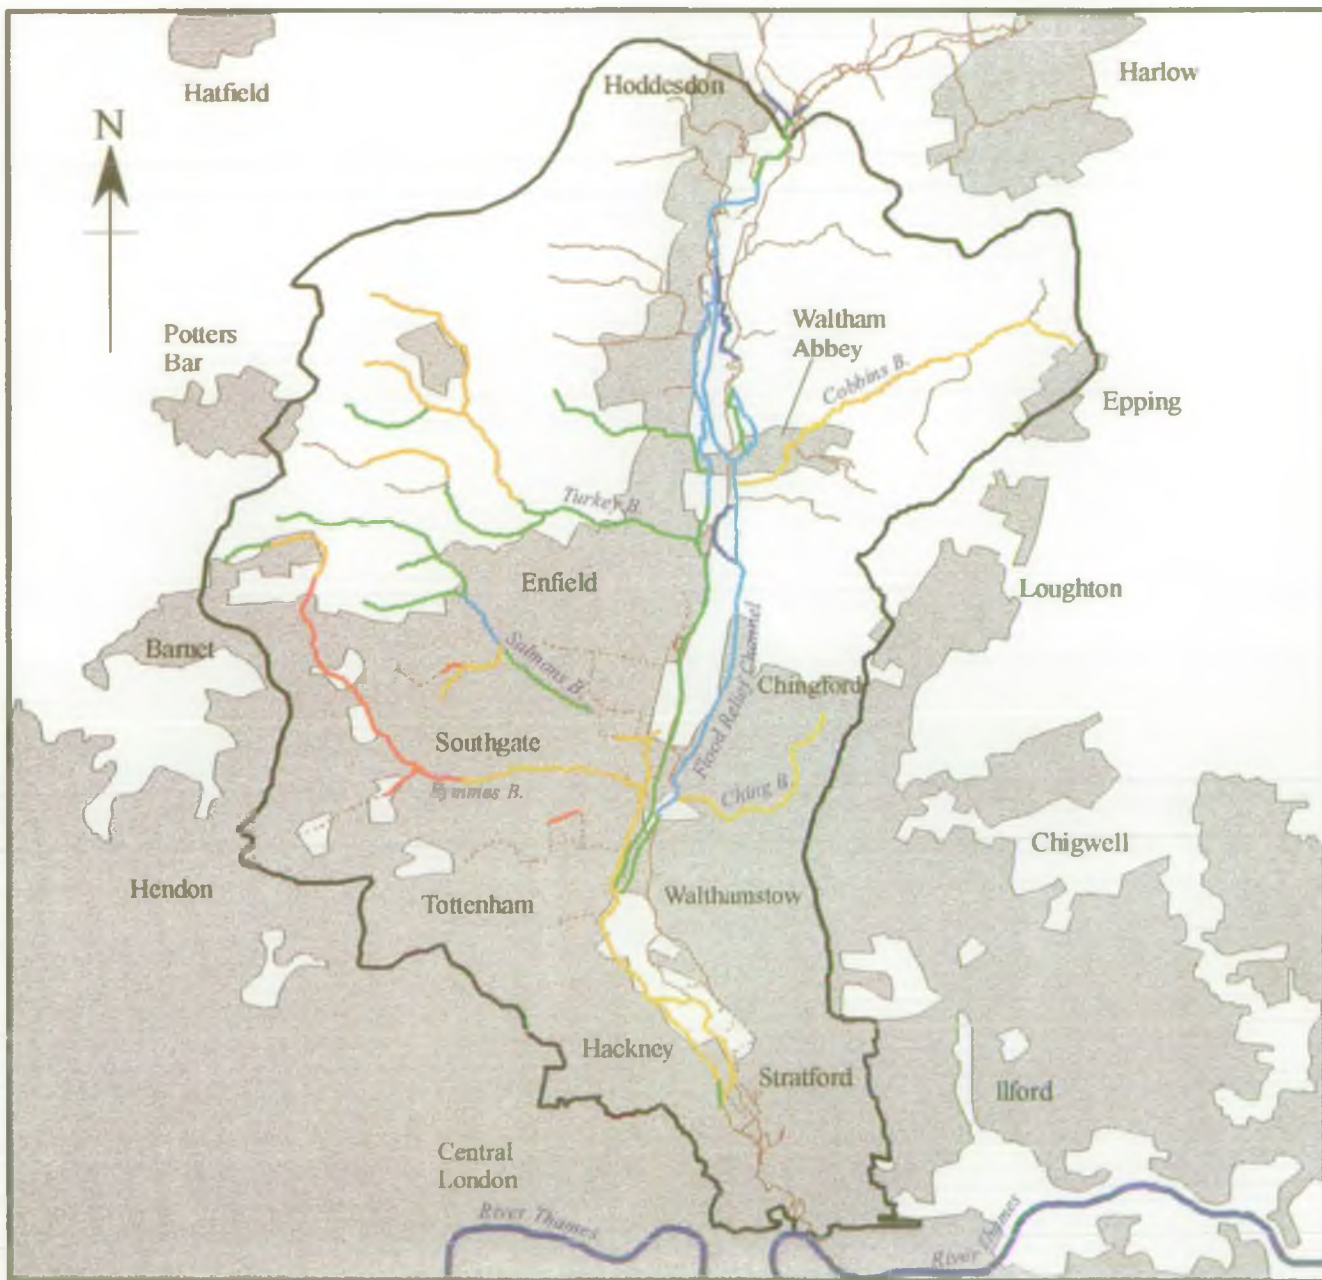 Hatfield
Hoddesdon
Harlow
N
Potters
Bar
Waltham
Abbey
Cobbins B.
Epping
Turkey B.
Enfield
Loughton
Barnet
Salmons B.
Flood Relief Channel
Chingford
Southgate
Pymmes B.
Ching B
Chigwell
Hendon
Tottenham
Walthamstow
Hackney
Stratford
Ilford
Central
London
River Thames
River Thames